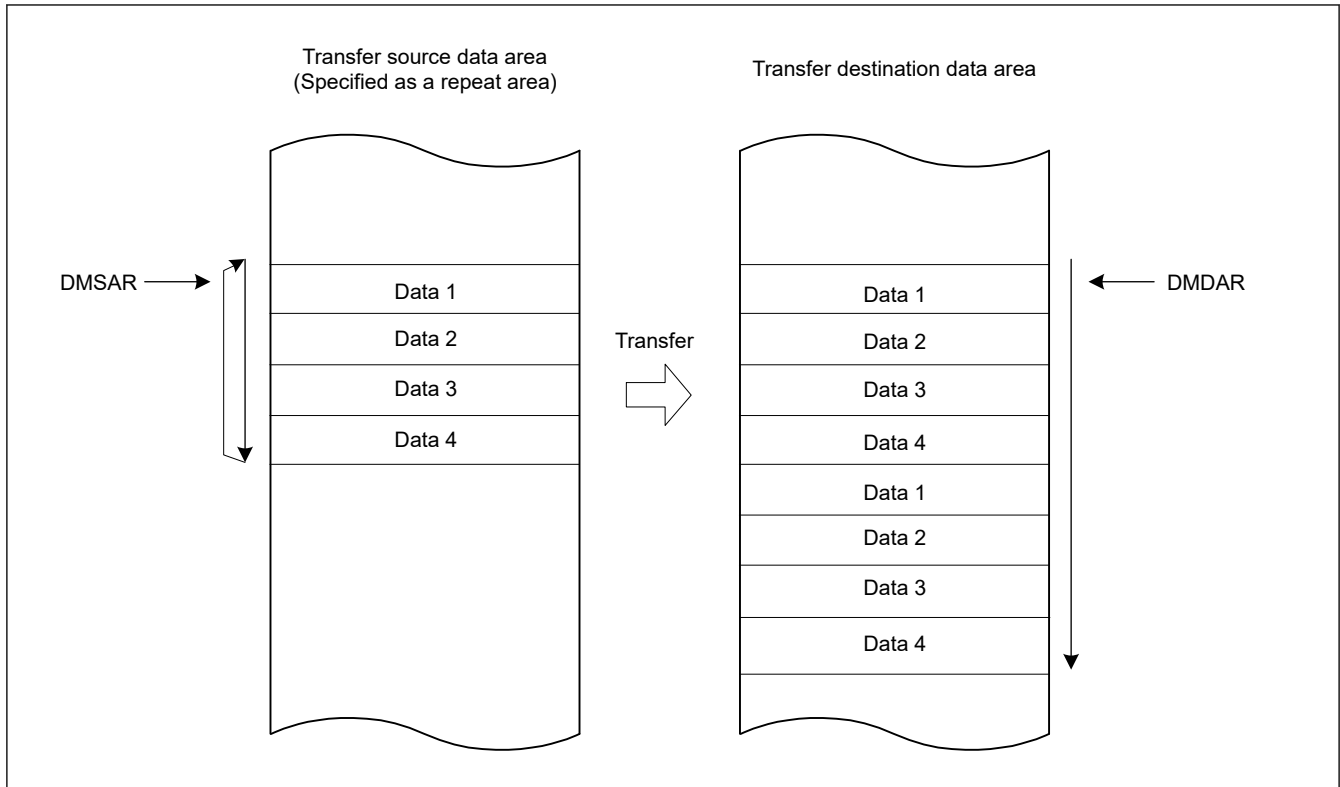 Transfer source data area
(Specified as a repeat area)
Transfer destination data area
DMSAR
Data 1
Data 2
Data 3
Data 4
Transfer
Data 1
Data 2
Data 3
Data 4
Data 1
Data 2
Data 3
Data 4
DMDAR